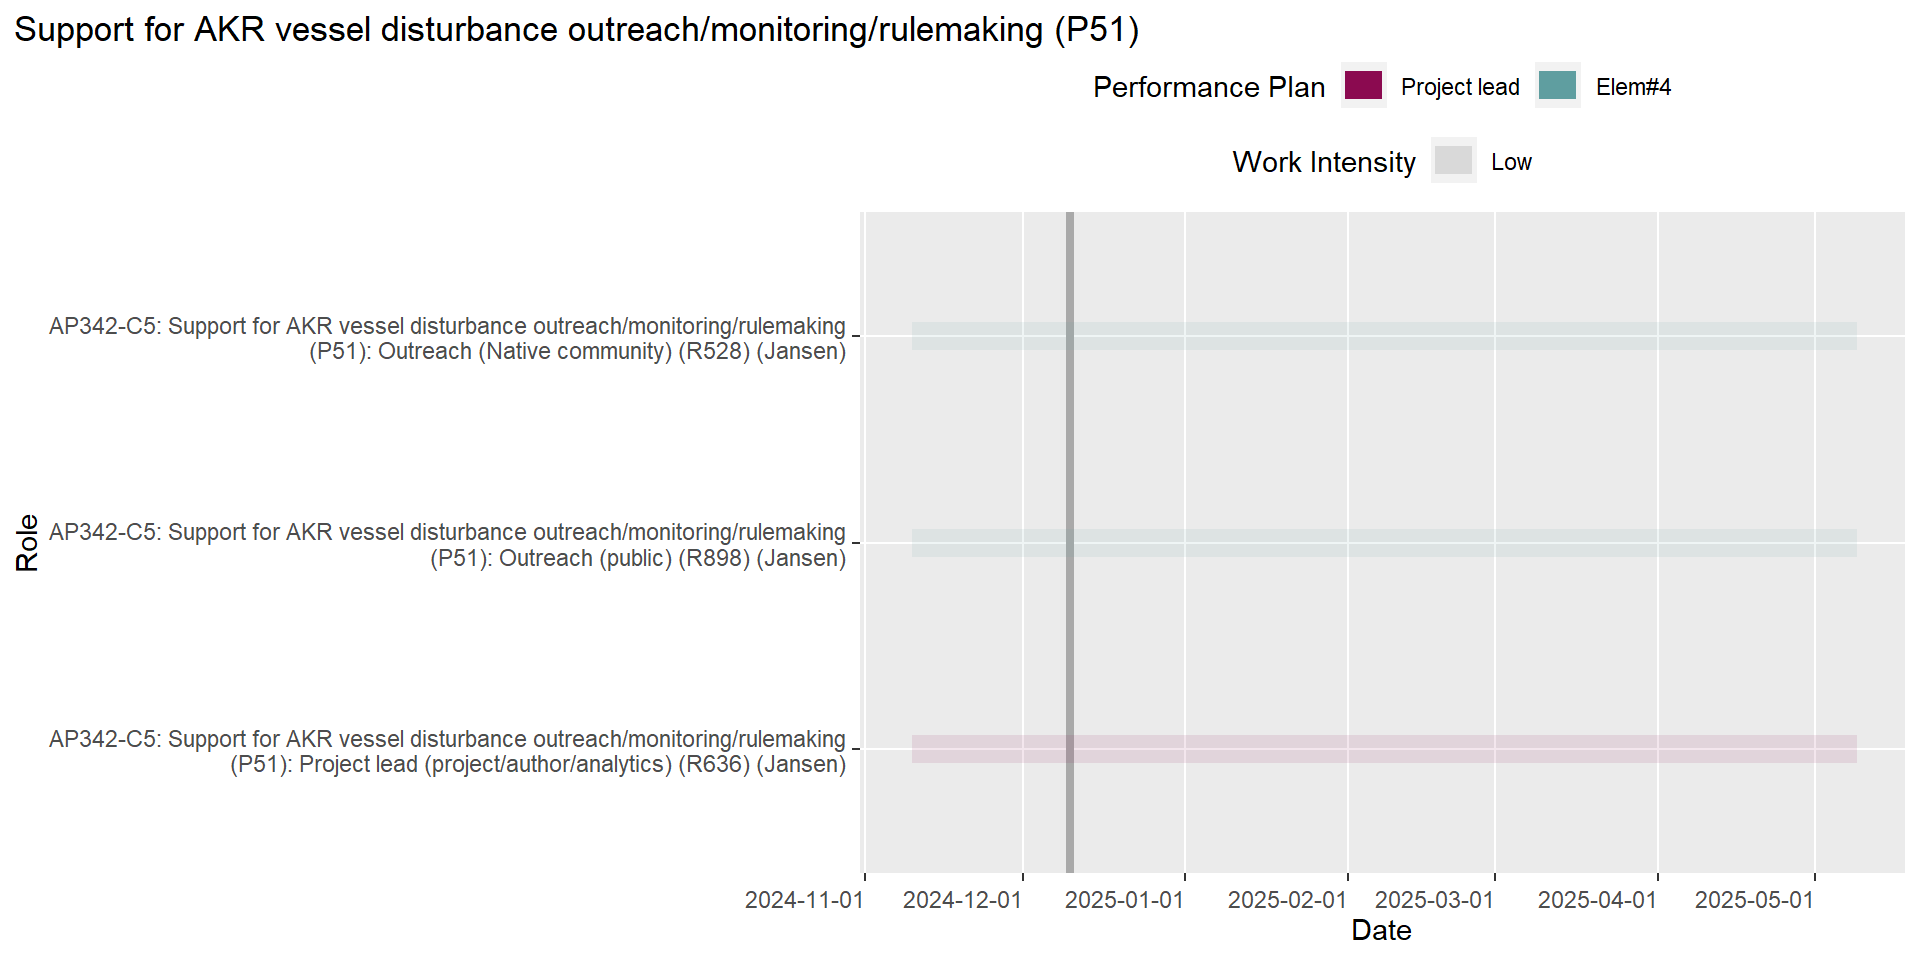 Support for AKR vessel disturbance outreach/monitoring/rulemaking (P51)
Performance Plan Project lead Elem#4
Work Intensity Low
AP342-C5: Support for AKR vessel disturbance outreach/monitoring/rulemaking
(P51): Outreach (Native community) (R528) (Jansen)
AP342-C5: Support for AKR vessel disturbance outreach/monitoring/rulemaking
(P51): Outreach (public) (R898) (Jansen)
AP342-C5: Support for AKR vessel disturbance outreach/monitoring/rulemaking
(P51): Project lead (project/author/analytics) (R636) (Jansen)
Role
2024-11-01 2024-12-01 2025-01-01 2025-02-01 2025-03-01 2025-04-01 2025-05-01
Date